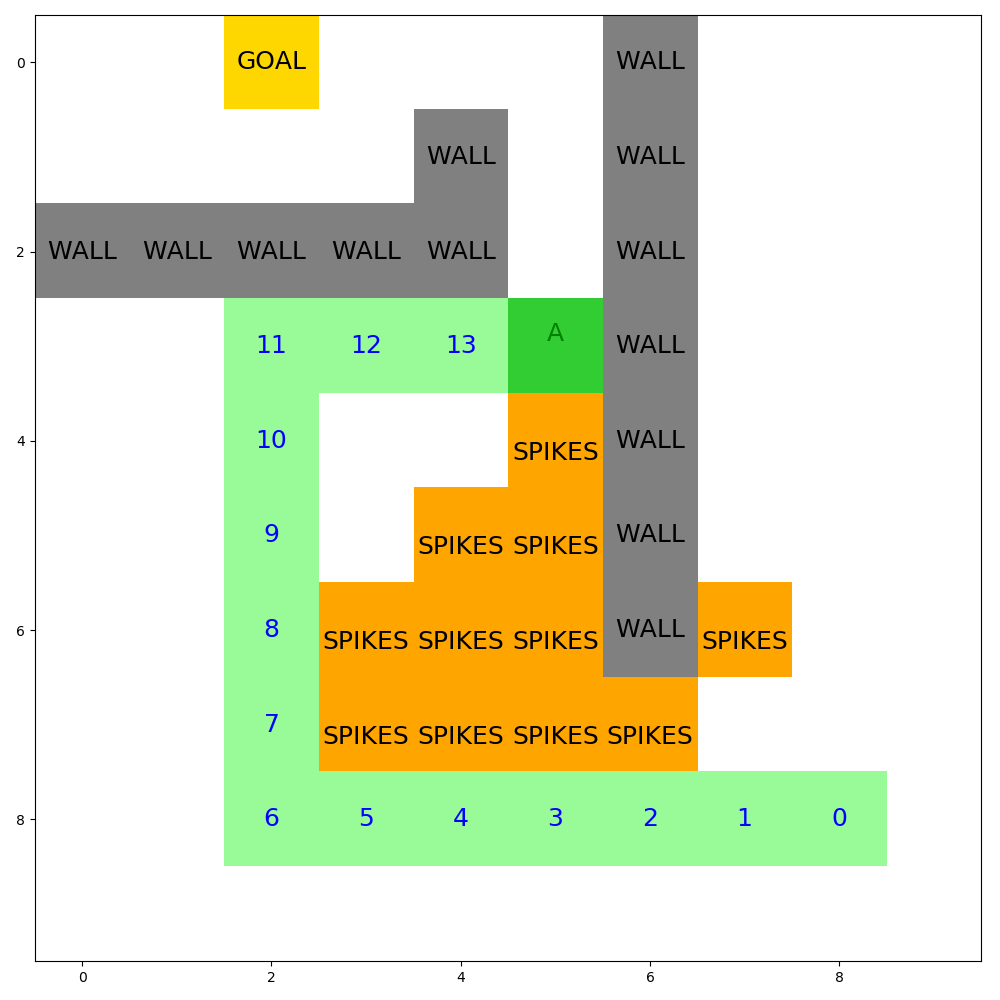 0 GOAL WALL
WALL WALL
2 WALL WALL WALL WALL WALL WALL
11 12 13 A WALL
4 10 SPIKES WALL
9 SPIKES SPIKES WALL
6 8 SPIKES SPIKES SPIKES WALL SPIKES
7 SPIKES SPIKES SPIKES SPIKES
8 6 5 4 3 2 1 0
0 2 4 6 8